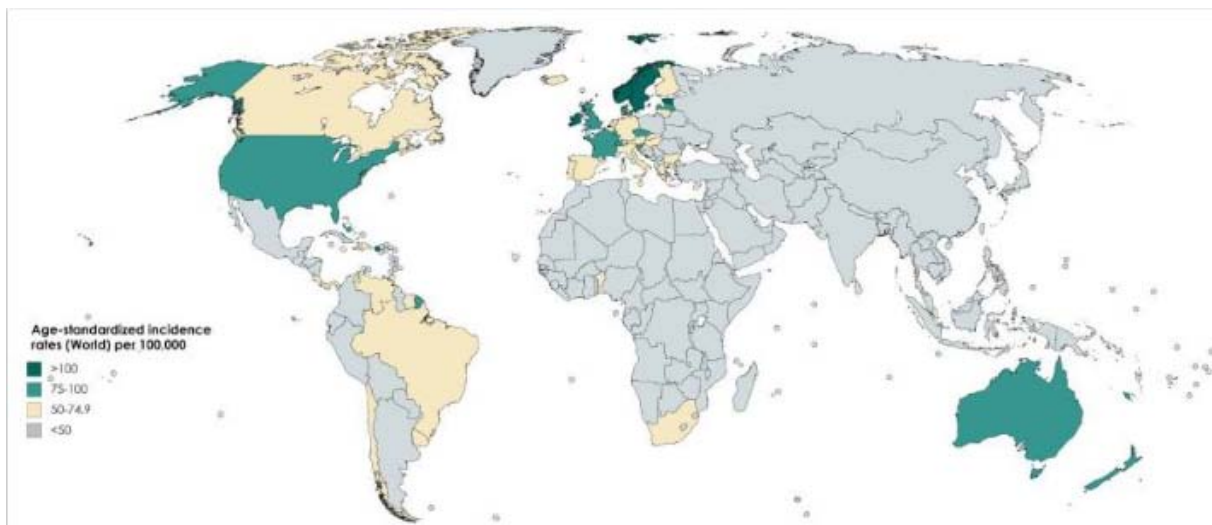 Age-standardized incidence
rates (World) per 100,000
>100
75-100
50-74.9
<50